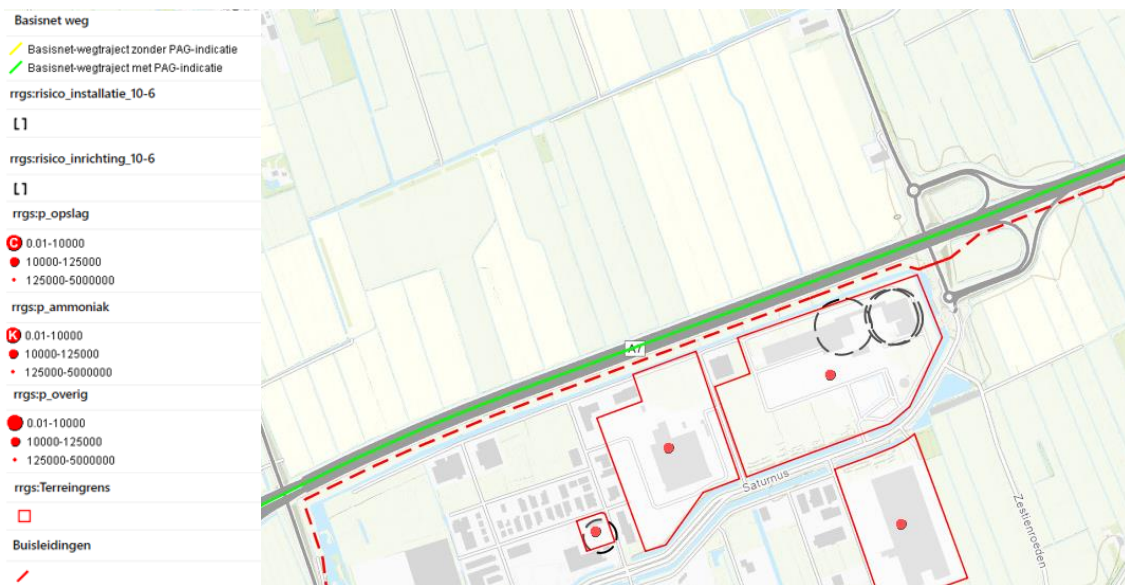 Basisnet weg
Basisnet-wegtraject zonder PAG-indicatie
Basisnet-wegtraject met PAG-indicatie
rrgs:risico_installatie_10-6
rrgs:risico_inrichting_10-6
rrgs:p_opslag
C 0.01-10000
10000-125000
125000-5000000
rrgs:p_ammoniak
K 0.01-10000
10000-125000
125000-5000000
rrgs:p_overig
0.01-10000
10000-125000
125000-5000000
rrgs:Terreingrens
Buisleidingen
A7
Saturnus
Zestienroeden